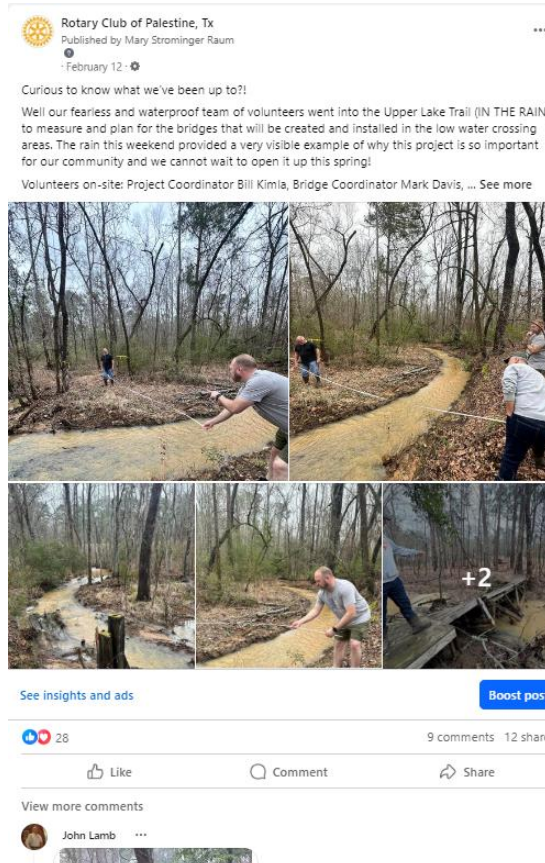 Rotary Club of Palestine, Tx
Published by Mary Strominger Raum
· February 12 ·
Curious to know what we've been up to?!
Well our fearless and waterproof team of volunteers went into the Upper Lake Trail (IN THE RAIN
to measure and plan for the bridges that will be created and installed in the low water crossing
areas. The rain this weekend provided a very visible example of why this project is so important
for our community and we cannot wait to open it up this spring!
Volunteers on-site: Project Coordinator Bill Kimla, Bridge Coordinator Mark Davis, ... See more
+2
See insights and ads
Boost post
28
9 comments 12 share
Like
Comment
Share
View more comments
John Lamb ...